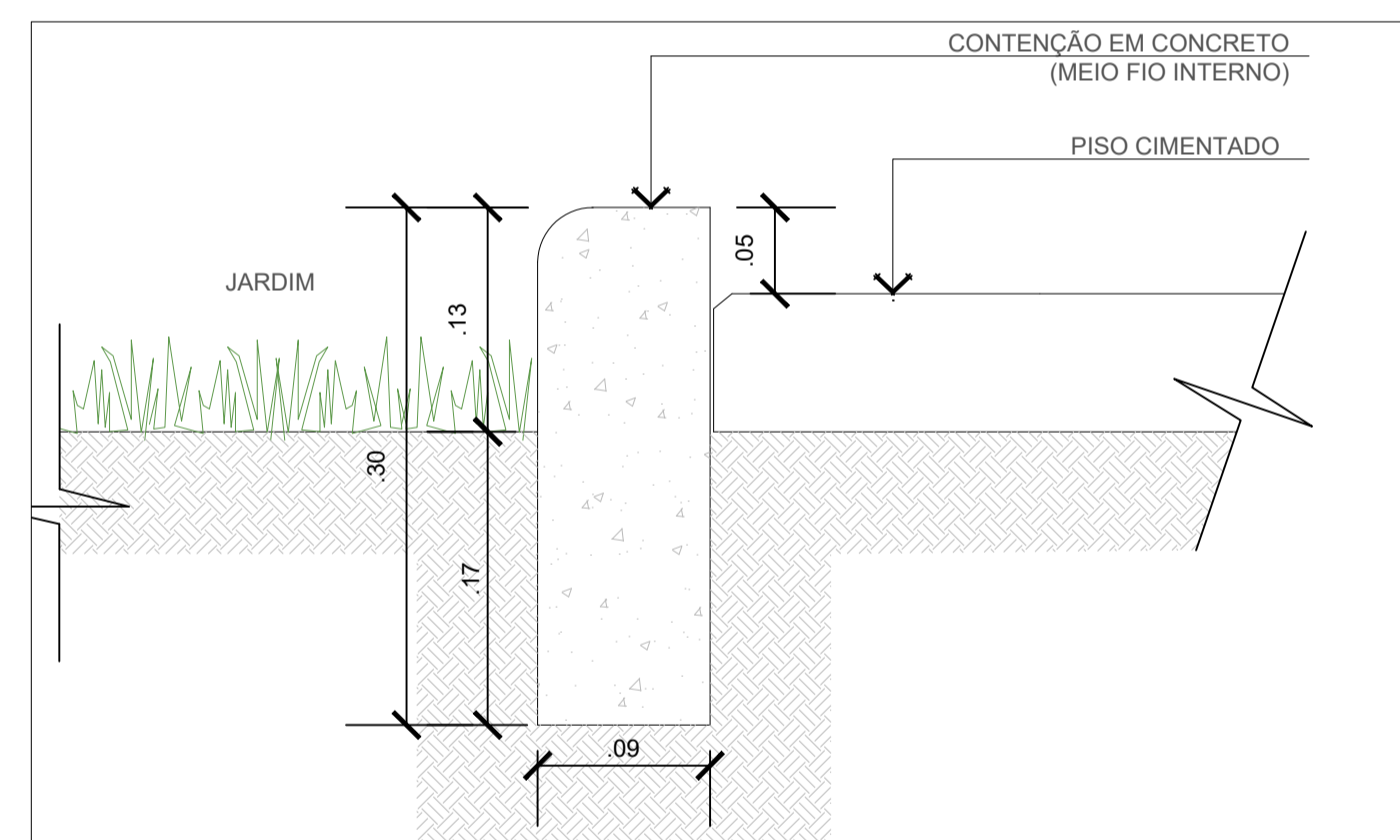 CONTENÇÃO EM CONCRETO
(MEIO FIO INTERNO)
PISO CIMENTADO
JARDIM
.05
.13
.30
.17
.09